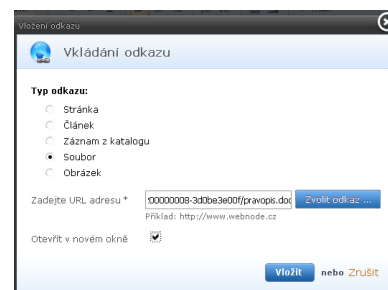 Vložení odkazu
Vkládání odkazu
Typ odkazu:
Stránka
Článek
Záznam z katalogu
Soubor
Obrázek
Zadejte URL adresu * :00000008-3d0be3e00f/pravopis.doc Zvolit odkaz ...
Příklad: http://www.webnode.cz
Otevřít v novém okně
Vložit nebo Zrušit